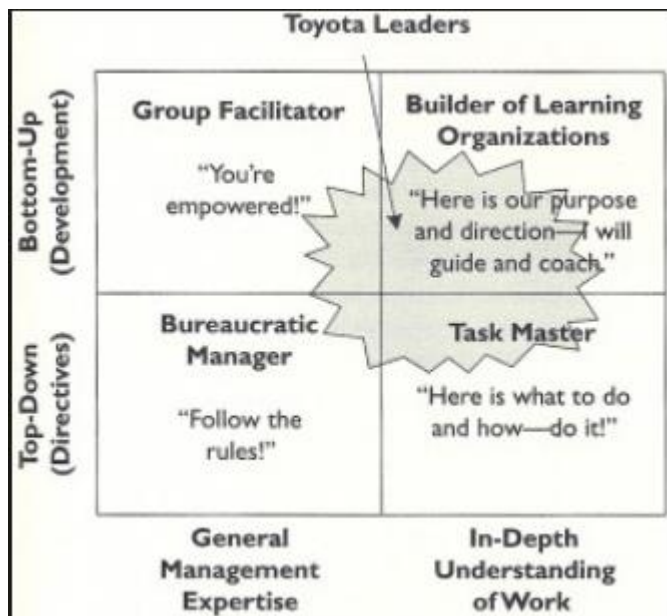 Toyota Leaders
Bottom-Up
(Development)
Group Facilitator
“You’re
empowered!”
Builder of Learning
Organizations
“Here is our purpose
and direction—I will
guide and coach.”
Top-Down
(Directives)
Bureaucratic
Manager
“Follow the
rules!”
Task Master
“Here is what to do
and how—do it!”
General
Management
Expertise
In-Depth
Understanding
of Work